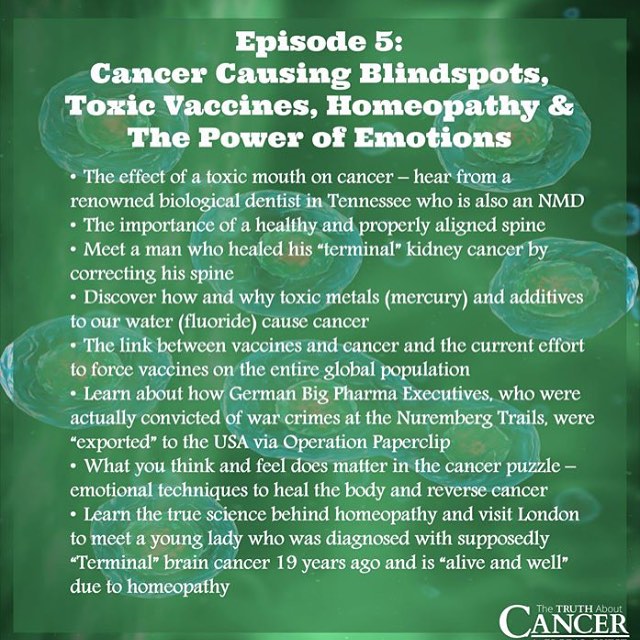 Episode 5:
Cancer Causing Blindspots,
Toxic Vaccines, Homeopathy &
The Power of Emotions
• The effect of a toxic mouth on cancer – hear from a
renowned biological dentist in Tennessee who is also an NMD
• The importance of a healthy and properly aligned spine
• Meet a man who healed his “terminal” kidney cancer by
correcting his spine
• Discover how and why toxic metals (mercury) and additives
to our water (fluoride) cause cancer
• The link between vaccines and cancer and the current effort
to force vaccines on the entire global population
• Learn about how German Big Pharma Executives, who were
actually convicted of war crimes at the Nuremberg Trails, were
“exported” to the USA via Operation Paperclip
• What you think and feel does matter in the cancer puzzle –
emotional techniques to heal the body and reverse cancer
• Learn the true science behind homeopathy and visit London
to meet a young lady who was diagnosed with supposedly
“Terminal” brain cancer 19 years ago and is “alive and well”
due to homeopathy
The TRUTH About
CANCER